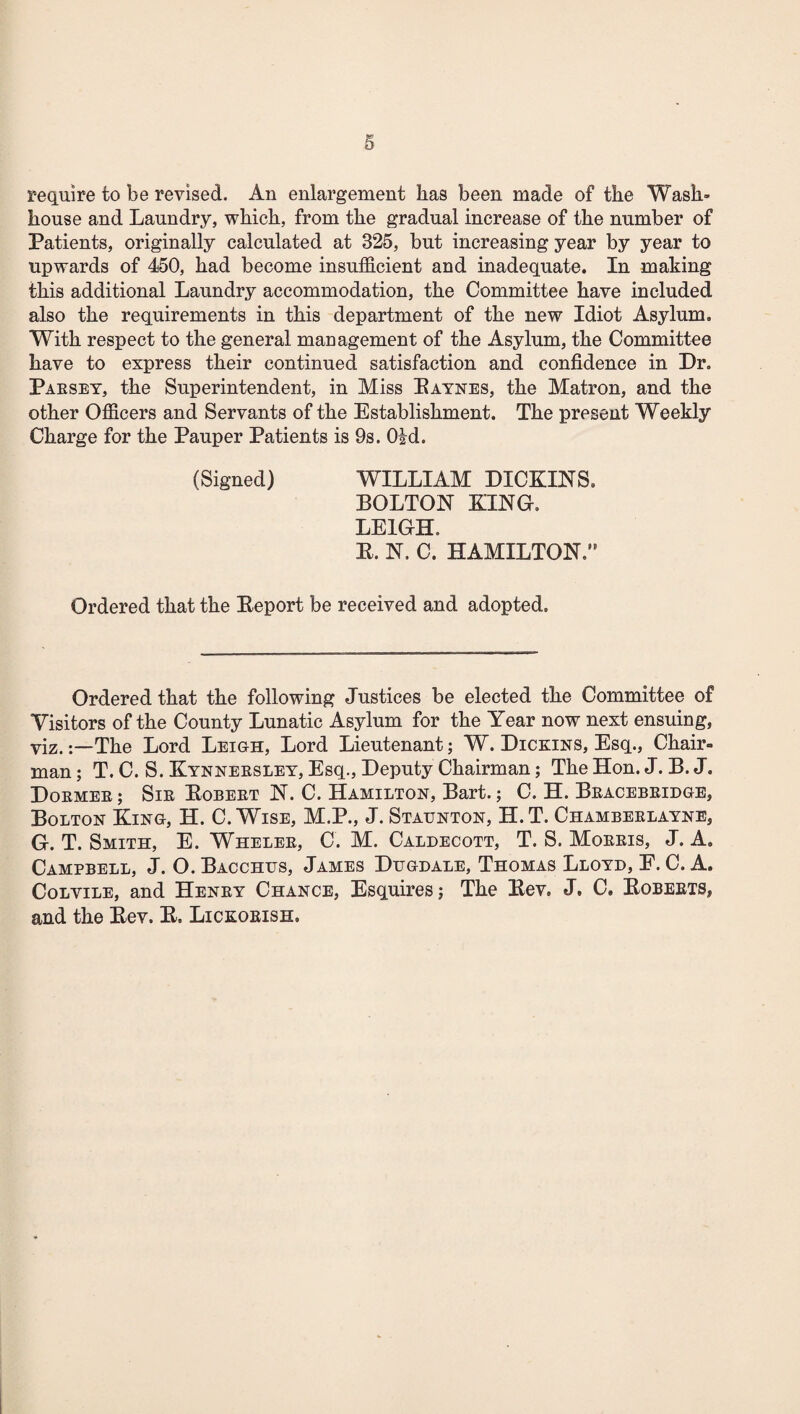 5
require to be revised. An enlargement has been made of the Wash-
house and Laundry, which, from the gradual increase of the number of
Patients, originally calculated at 325, but increasing year by year to
upwards of 450, had become insufficient and inadequate. In making
this additional Laundry accommodation, the Committee have included
also the requirements in this department of the new Idiot Asylum.
With respect to the general management of the Asylum, the Committee
have to express their continued satisfaction and confidence in Dr.
PARSEY, the Superintendent, in Miss RAYNES, the Matron, and the
other Officers and Servants of the Establishment. The present Weekly
Charge for the Pauper Patients is 9s. 0½d.
(Signed) WILLIAM DICKINS.
BOLTON KING.
LEIGH.
R. N. C. HAMILTON."
Ordered that the Report be received and adopted.
Ordered that the following Justices be elected the Committee of
Visitors of the County Lunatic Asylum for the Year now next ensuing,
viz.:—The Lord LEIGH, Lord Lieutenant; W. DICKINS, Esq., Chair-
man; T. C. S. KYNNERSLEY, Esq., Deputy Chairman; The Hon. J. B. J.
DORMER; SIR ROBERT N. C. HAMILTON, Bart.; C. H. BRACEBRIDGE,
BOLTON KING, H. C. WISE, M.P., J. STAUNTON, H. T. CHAMBERLAYNE,
G. T. SMITH, E. WHELER, C. M. CALDECOTT, T. S. MORRIS, J. A.
CAMPBELL, J. O. BACCHUS, JAMES DUGDALE, THOMAS LLOYD, F. C. A.
COLVILE, and HENRY CHANCE, Esquires; The Rev. J. C. ROBERTS,
and the Rev. R. LICKORISH.